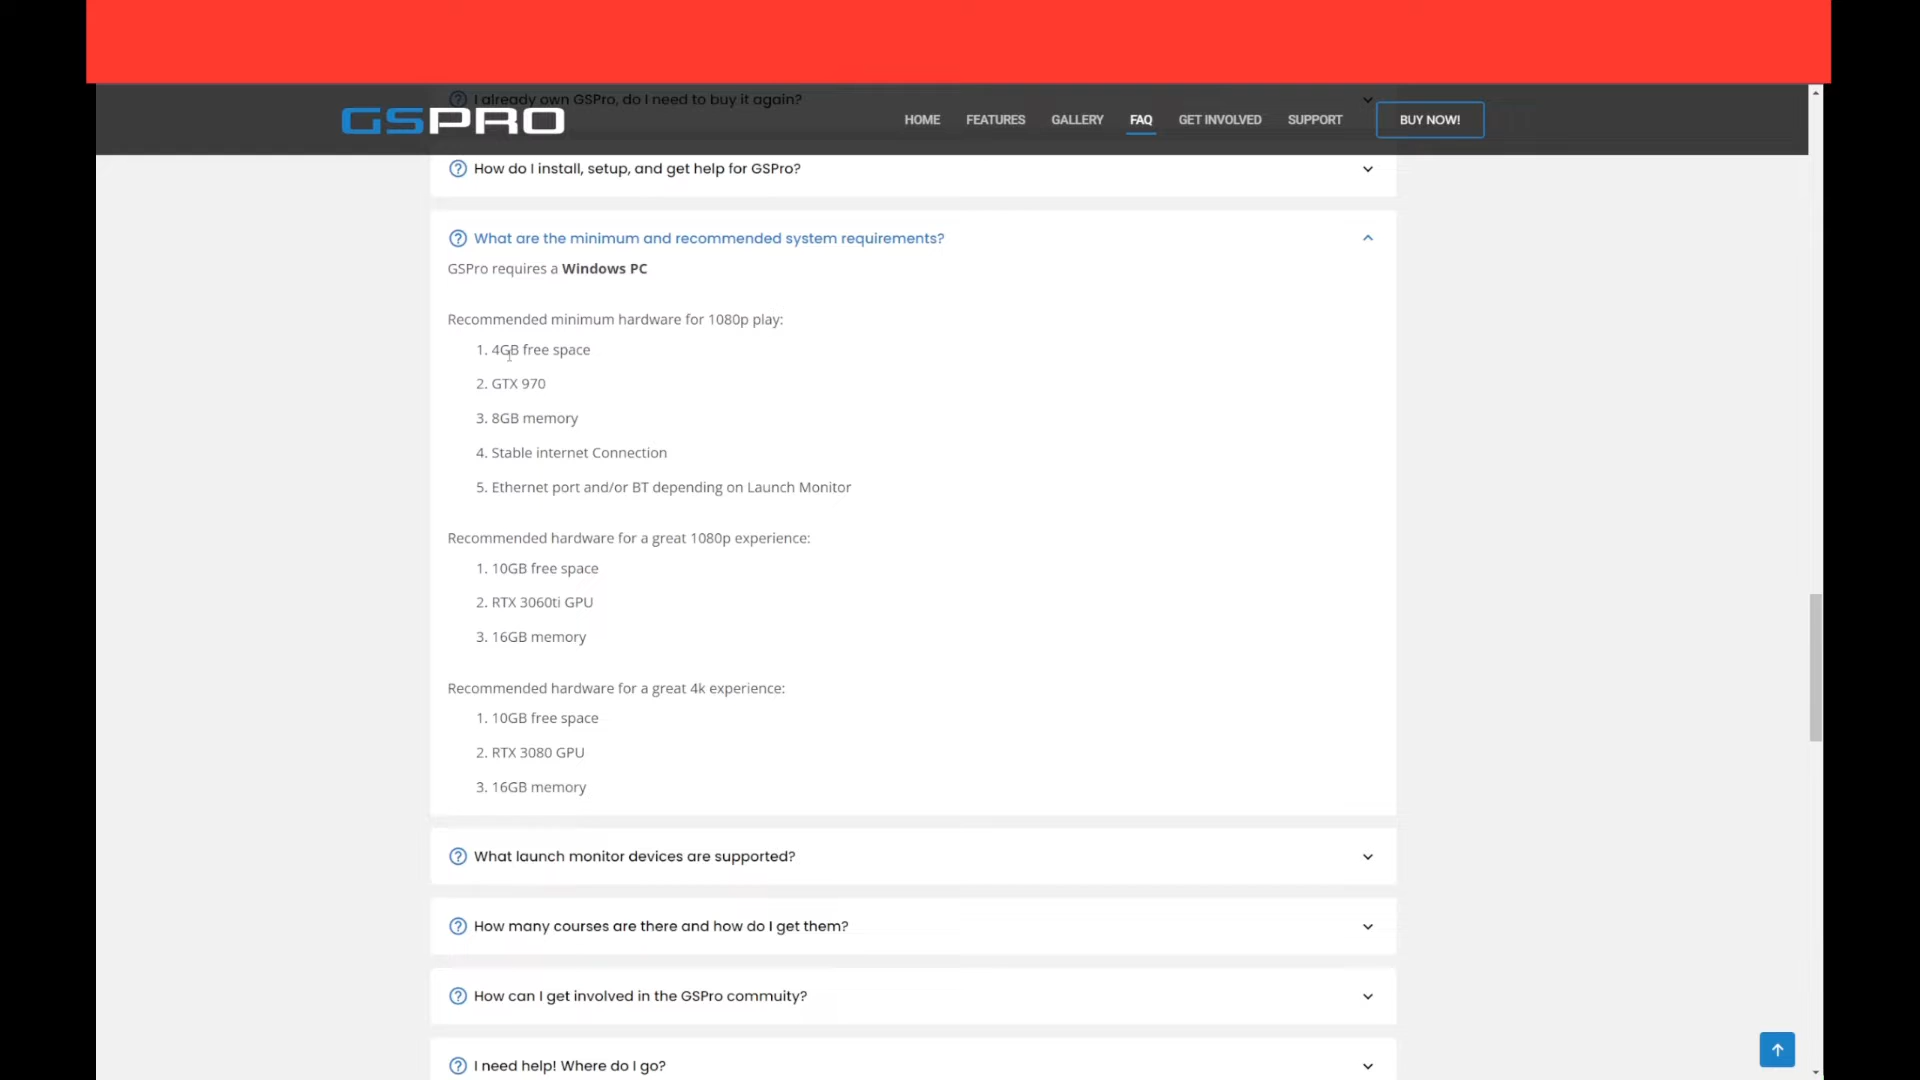 I already own GSPro, do I need to buy it again?
GSPRO
HOME FEATURES GALLERY FAQ GET INVOLVED SUPPORT BUY NOW!
How do I install, setup, and get help for GSPro?
What are the minimum and recommended system requirements?
GSPro requires a Windows PC
Recommended minimum hardware for 1080p play:
1. 4GB free space
2. GTX 970
3. 8GB memory
4. Stable internet Connection
5. Ethernet port and/or BT depending on Launch Monitor
Recommended hardware for a great 1080p experience:
1. 10GB free space
2. RTX 3060ti GPU
3. 16GB memory
Recommended hardware for a great 4k experience:
1. 10GB free space
2. RTX 3080 GPU
3. 16GB memory
What launch monitor devices are supported?
How many courses are there and how do I get them?
How can I get involved in the GSPro commuity?
I need help! Where do I go?